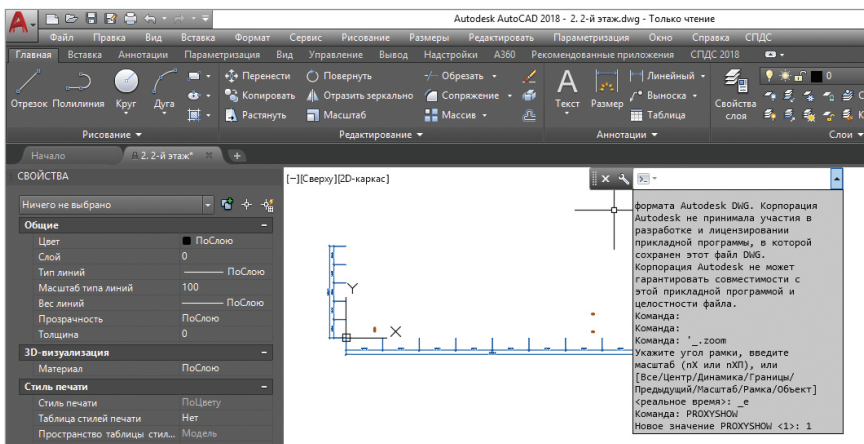 Autodesk AutoCAD 2018 - 2. 2-й этаж.dwg - Только чтение
Файл Правка Вид Вставка Формат Сервис Рисование Размеры Редактировать Параметризация Окно Справка СПДС
Главная Вставка Аннотации Параметризация Вид Управление Вывод Надстройки A360 Рекомендованные приложения СПДС 2018
Перенести Повернуть Обрезать Линейный 0
Отрезок Полилиния Круг Дуга Копировать Отразить зеркально Сопряжение Текст Размер Выноска Свойства слоя
Растянуть Масштаб Массив Таблица
Рисование Редактирование Аннотации Слои
Начало 2. 2-й этаж*
СВОЙСТВА
Ничего не выбрано
Общие
Цвет ПоСлою
Слой 0
Тип линий ПоСлою
Масштаб типа линий 100
Вес линий ПоСлою
Прозрачность ПоСлою
Толщина 0
3D-визуализация
Материал ПоСлою
Стиль печати
Стиль печати ПоЦвету
Таблица стилей печати Нет
Пространство таблицы стил... Модель
[−][Сверху][2D-каркас]
Y
X
формата Autodesk DWG. Корпорация
Autodesk не принимала участия в
разработке и лицензировании
прикладной программы, в которой
сохранен этот файл DWG.
Корпорация Autodesk не может
гарантировать совместимости с
этой прикладной программой и
целостности файла.
Команда:
Команда:
Команда: '_.zoom
Укажите угол рамки, введите
масштаб (nX или nXП), или
[Все/Центр/Динамика/Границы/
Предыдущий/Масштаб/Рамка/Объект]
<реальное время>: _e
Команда: PROXYSHOW
Новое значение PROXYSHOW <1>: 1